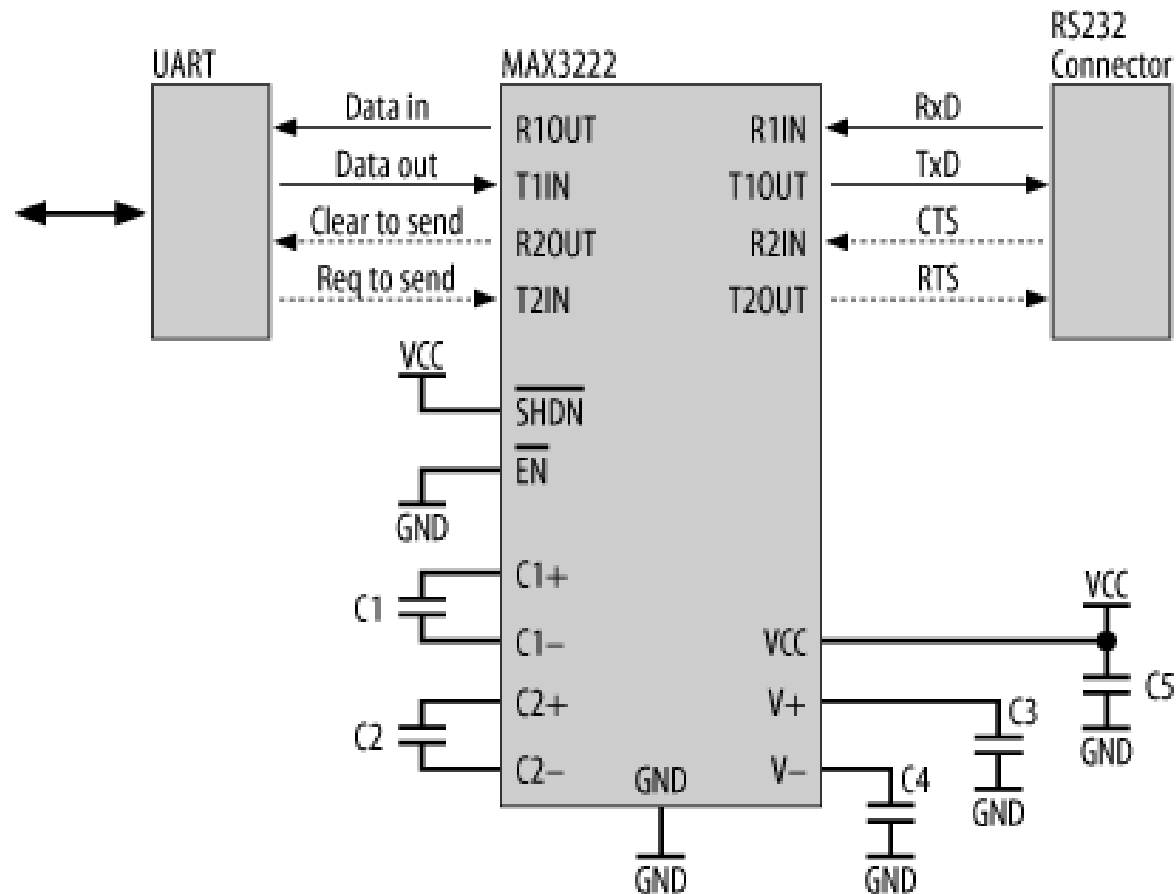 RS232
UART MAX3222 Connector
Data in R1OUT R1IN RxD
Data out T1IN T1OUT TxD
Clear to send R2OUT R2IN CTS
Req to send T2IN T2OUT RTS
VCC
SHDN
EN
GND
C1+
C1 VCC
C1− VCC
C2+ V+ C5
C2 C3 GND
C2− GND V− C4
GND
GND GND